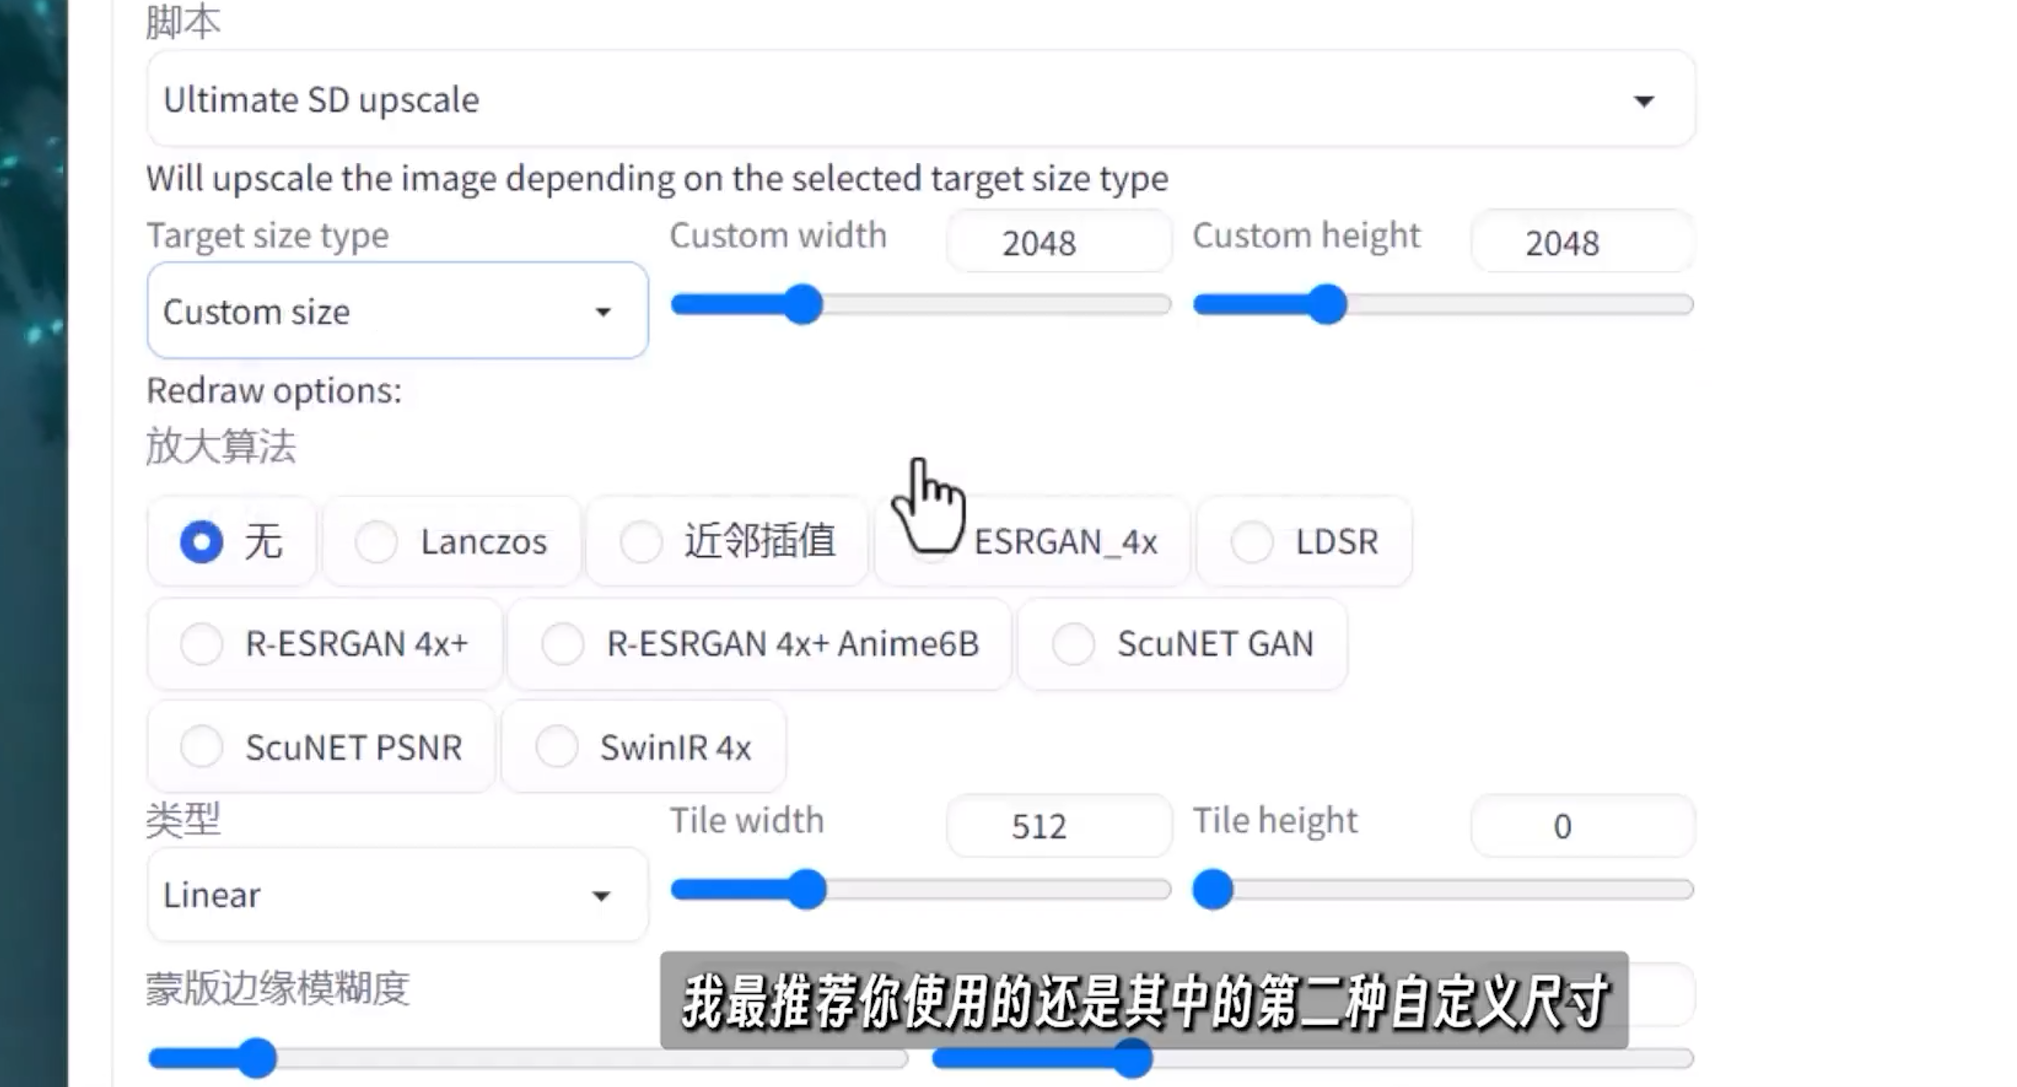 脚本
Ultimate SD upscale
Will upscale the image depending on the selected target size type
Target size type
Custom width
2048
Custom height
2048
Custom size
Redraw options:
放大算法
无
Lanczos
近邻插值
ESRGAN_4x
LDSR
R-ESRGAN 4x+
R-ESRGAN 4x+ Anime6B
ScuNET GAN
ScuNET PSNR
SwinIR 4x
类型
Tile width
512
Tile height
0
Linear
蒙版边缘模糊度
我最推荐你使用的还是其中的第二种自定义尺寸